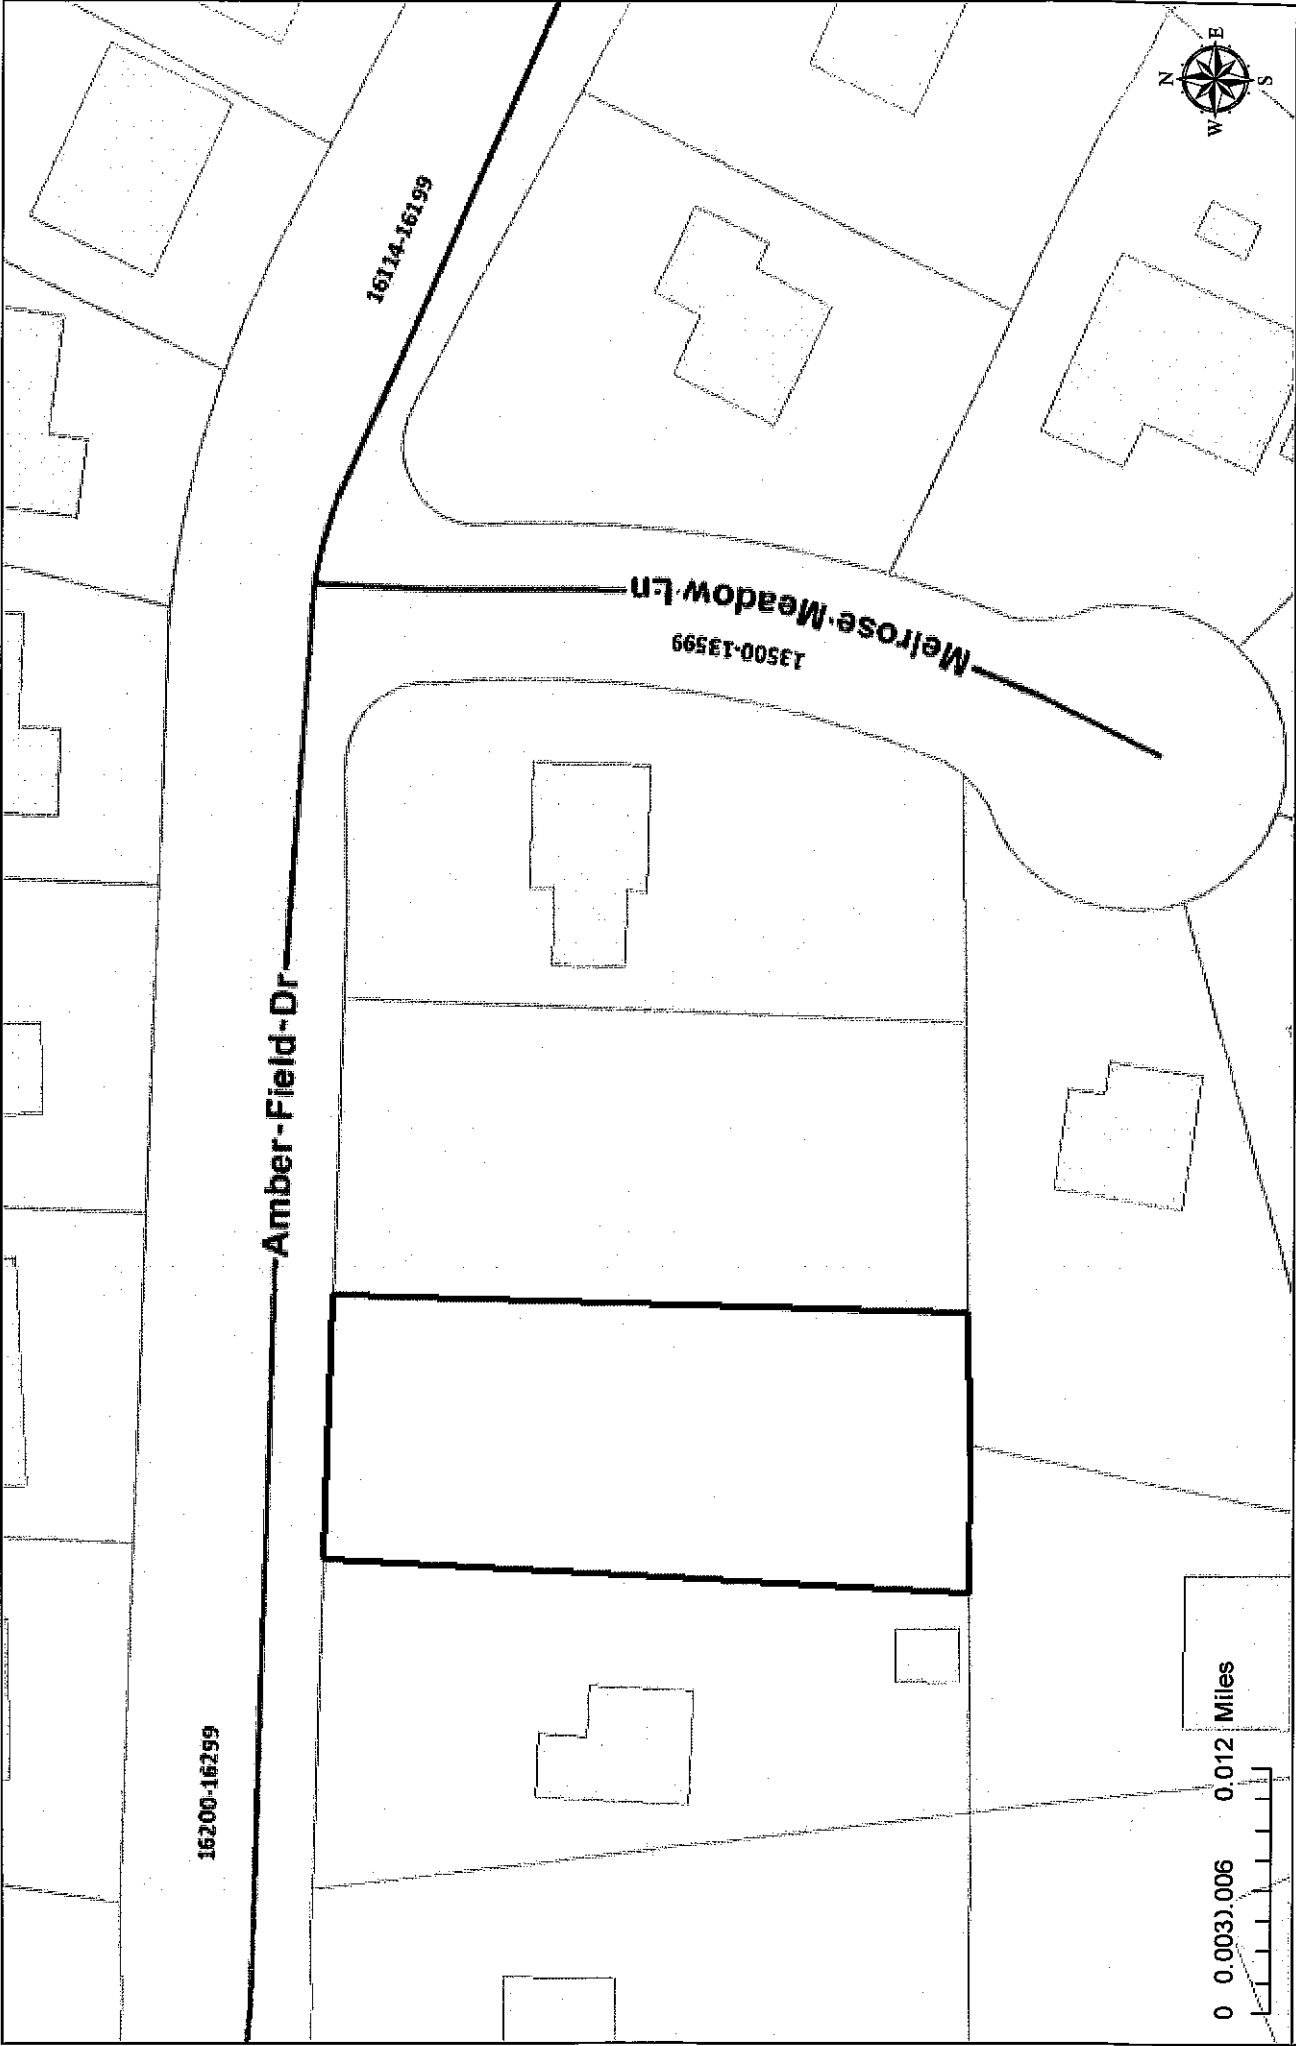 16200-16299
Amber-Field-Dr
16114-16199
Melrose Meadow Ln
13500-13599
0 0.003 0.006 0.012 Miles
N
E
S
W